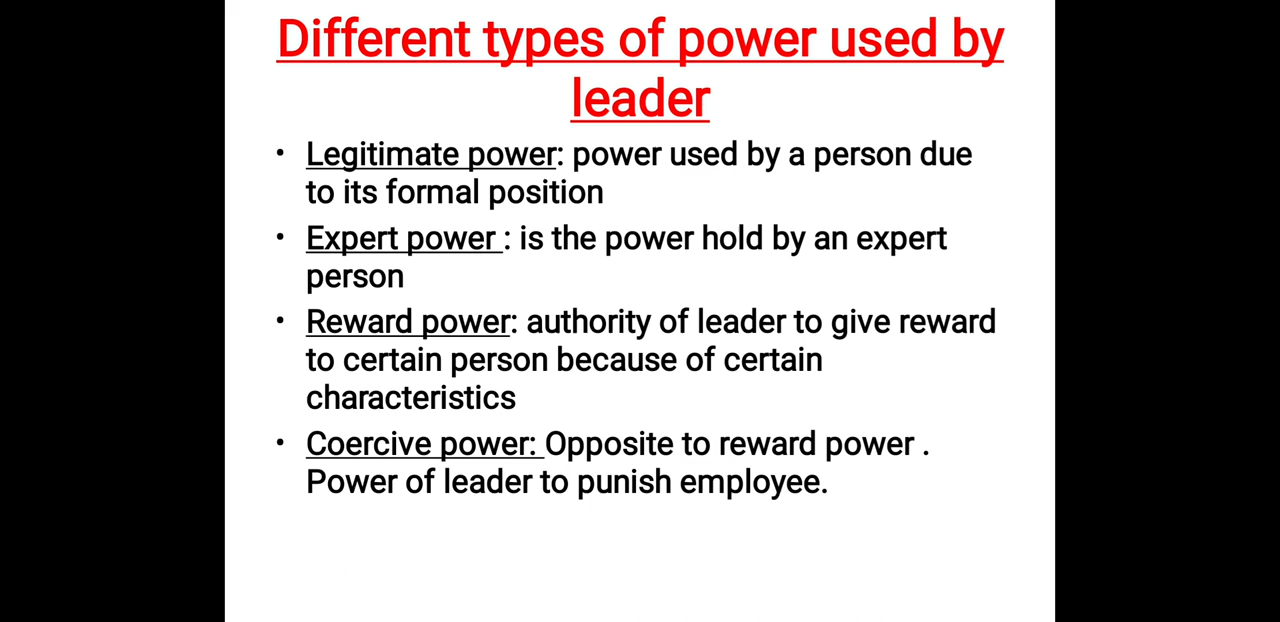 Different types of power used by
leader
• Legitimate power: power used by a person due
to its formal position
• Expert power : is the power hold by an expert
person
• Reward power: authority of leader to give reward
to certain person because of certain
characteristics
• Coercive power: Opposite to reward power .
Power of leader to punish employee.